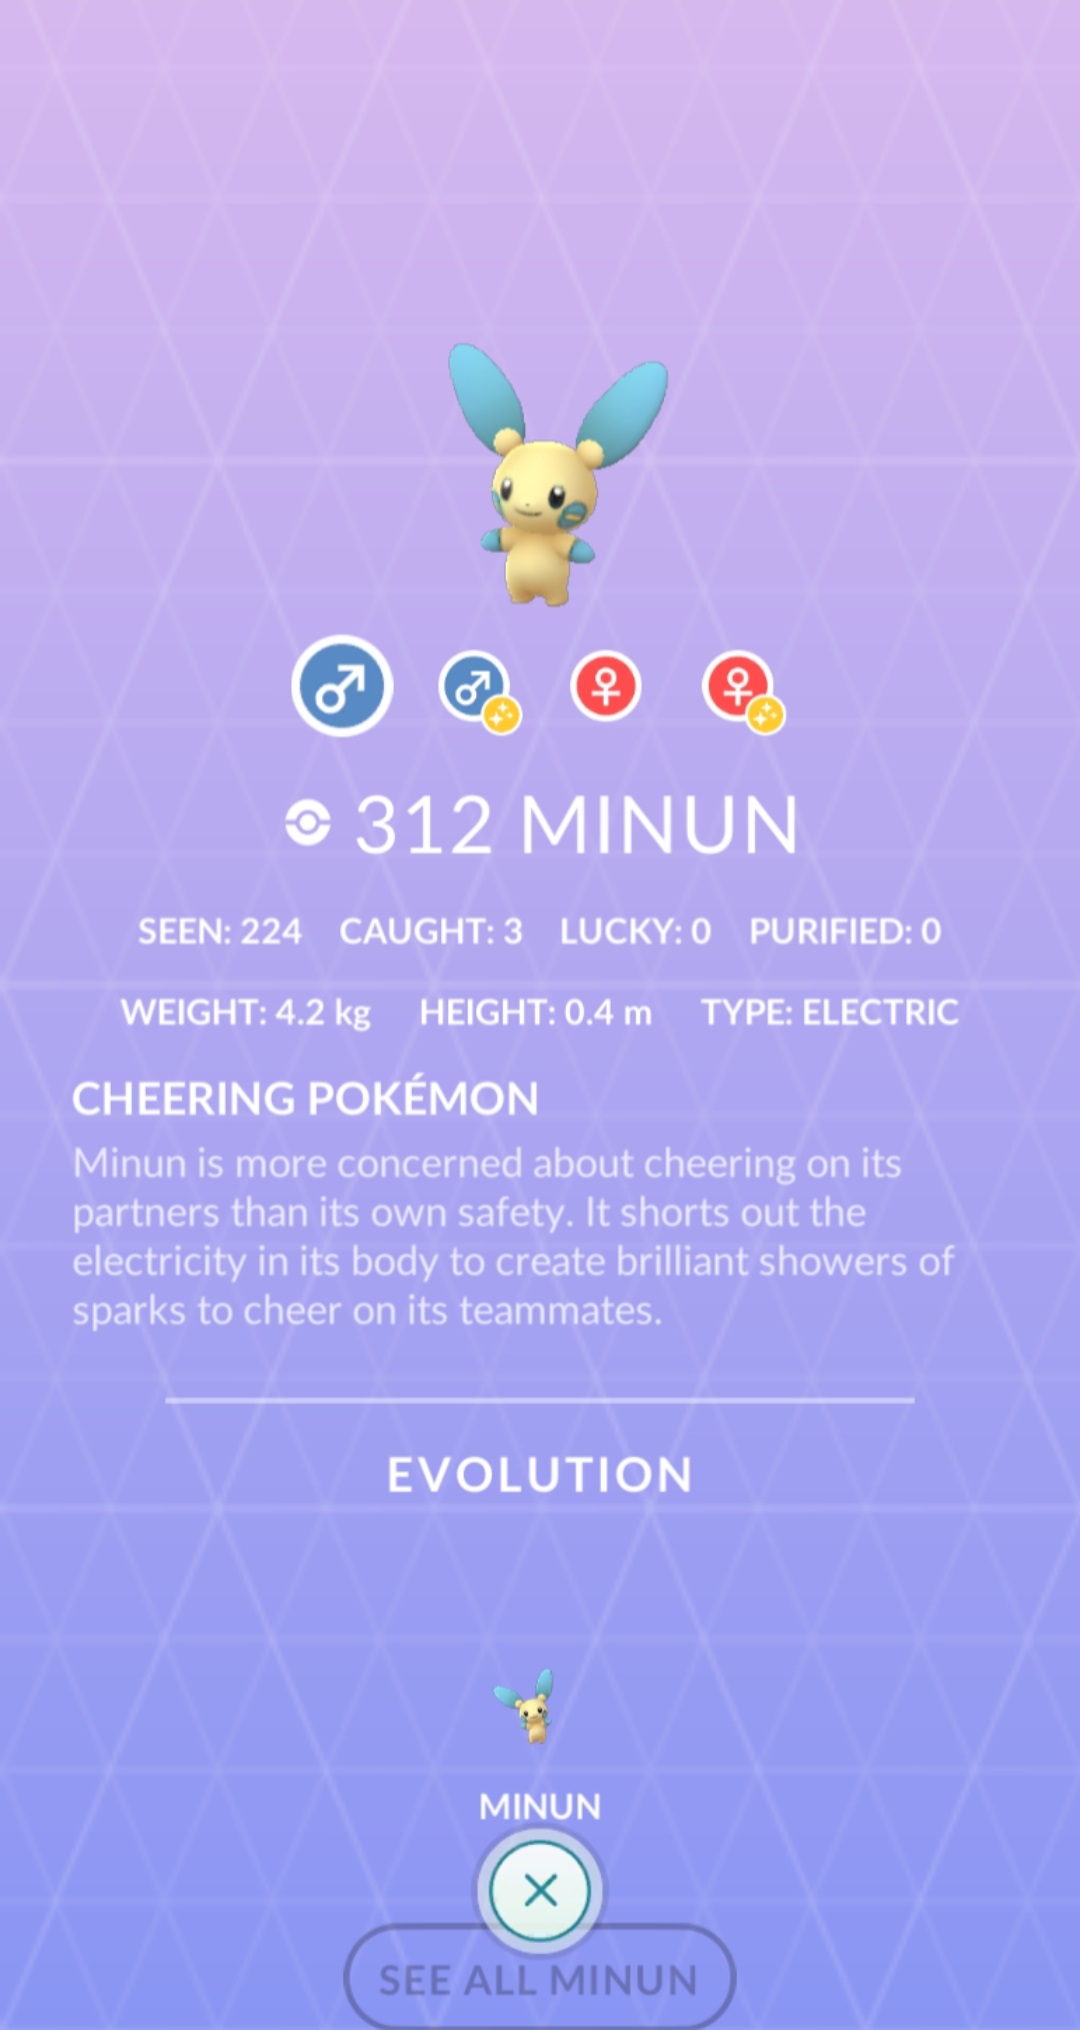 312 MINUN
SEEN: 224 CAUGHT: 3 LUCKY: 0 PURIFIED: 0
WEIGHT: 4.2 kg HEIGHT: 0.4 m TYPE: ELECTRIC
CHEERING POKÉMON
Minun is more concerned about cheering on its
partners than its own safety. It shorts out the
electricity in its body to create brilliant showers of
sparks to cheer on its teammates.
EVOLUTION
MINUN
SEE ALL MINUN